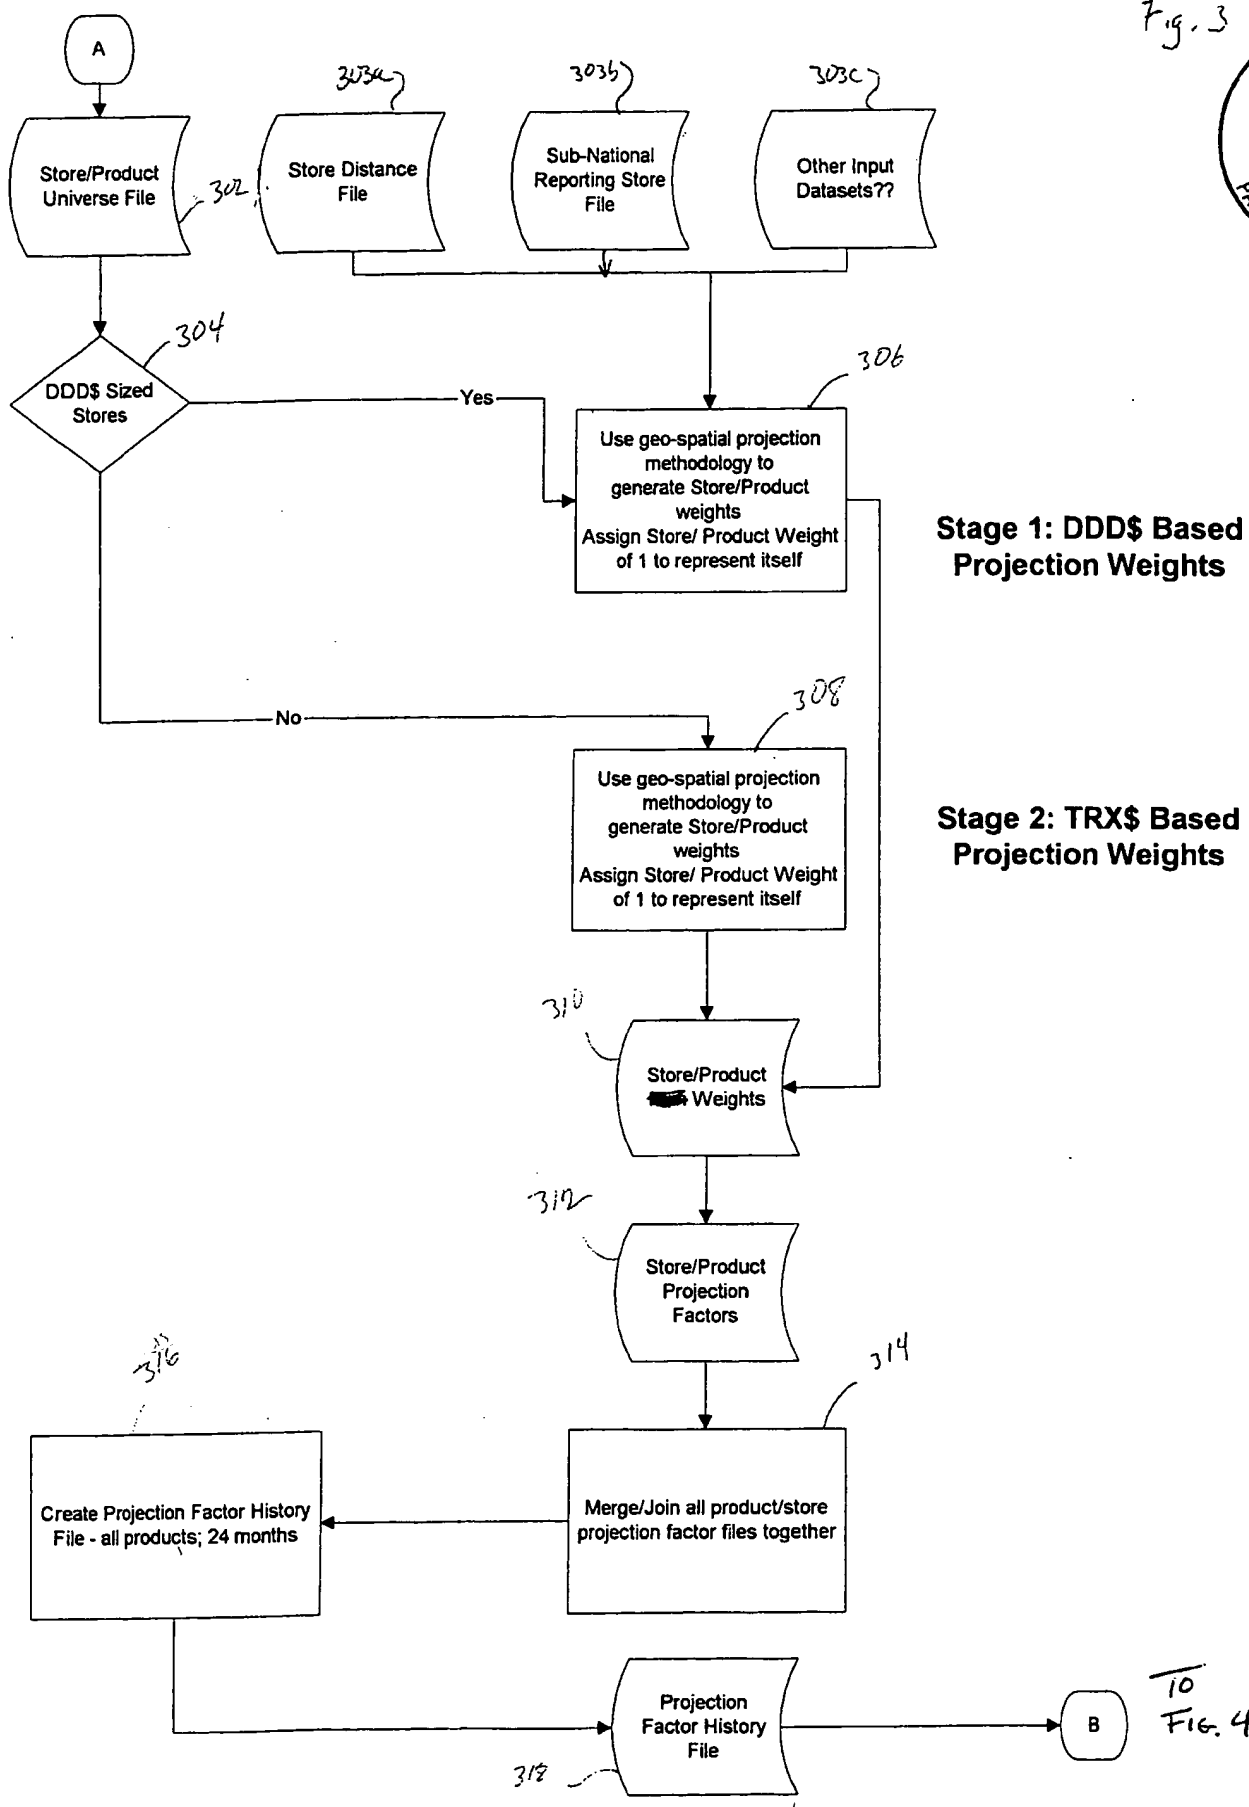 Fig. 3
A
303a
303b
303c
Store/Product
Universe File
302
Store Distance
File
Sub-National
Reporting Store
File
Other Input
Datasets??
304
DDD$ Sized
Stores
Yes
306
Use geo-spatial projection
methodology to
generate Store/Product
weights
Assign Store/ Product Weight
of 1 to represent itself
Stage 1: DDD$ Based
Projection Weights
No
308
Use geo-spatial projection
methodology to
generate Store/Product
weights
Assign Store/ Product Weight
of 1 to represent itself
Stage 2: TRX$ Based
Projection Weights
310
Store/Product
Weights
312
Store/Product
Projection
Factors
316
314
Create Projection Factor History
File - all products; 24 months
Merge/Join all product/store
projection factor files together
Projection
Factor History
File
318
B
TO
FIG. 4